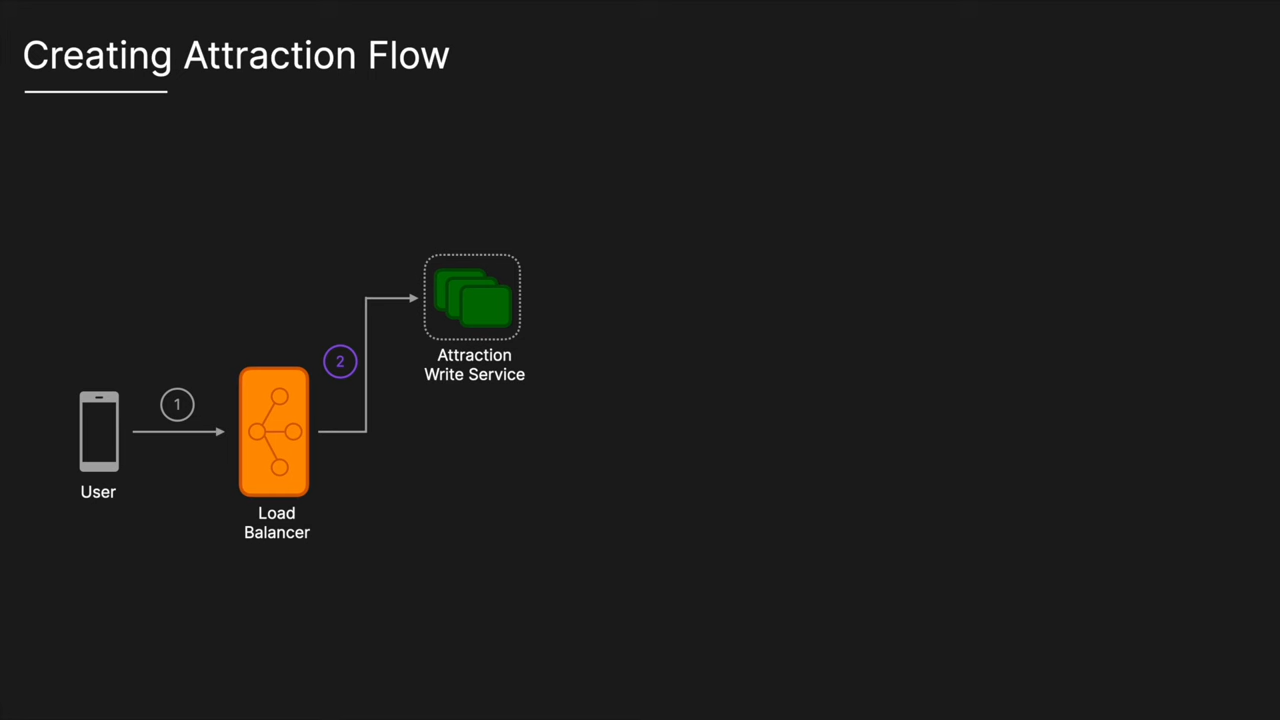 Creating Attraction Flow
2
Attraction
Write Service
1
User
Load
Balancer